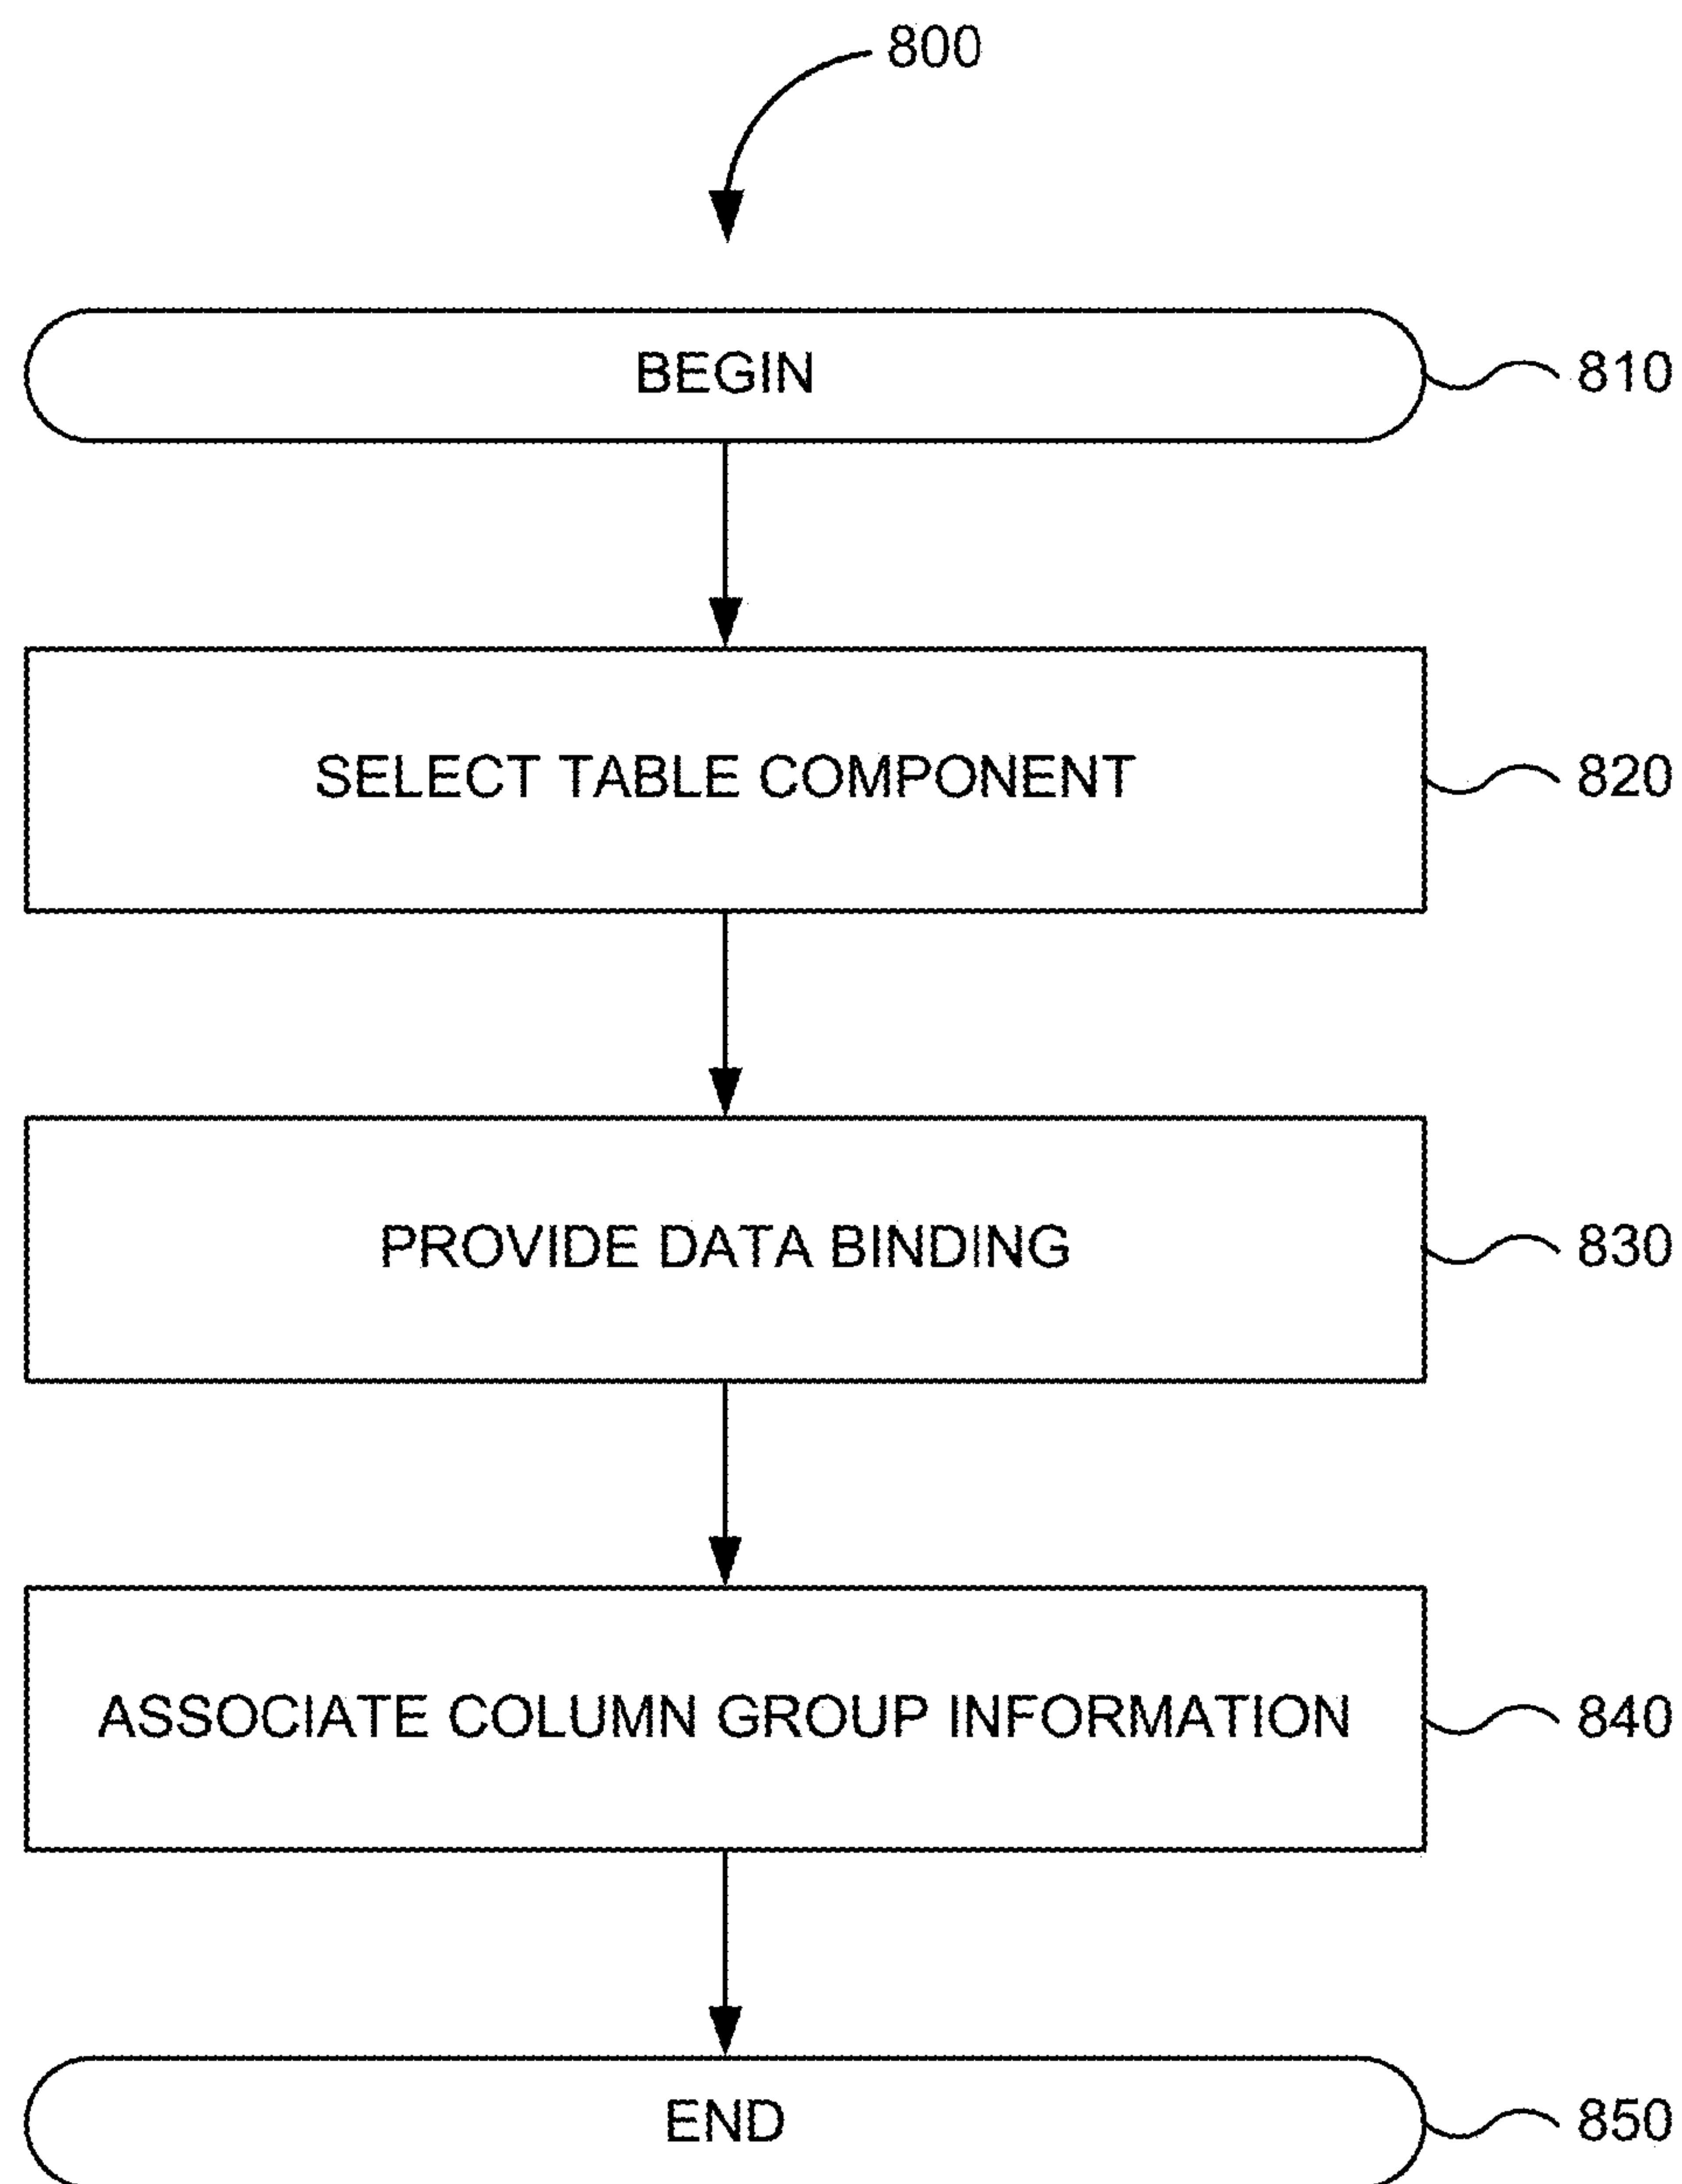 800
BEGIN
810
SELECT TABLE COMPONENT
820
PROVIDE DATA BINDING
830
ASSOCIATE COLUMN GROUP INFORMATION
840
END
850